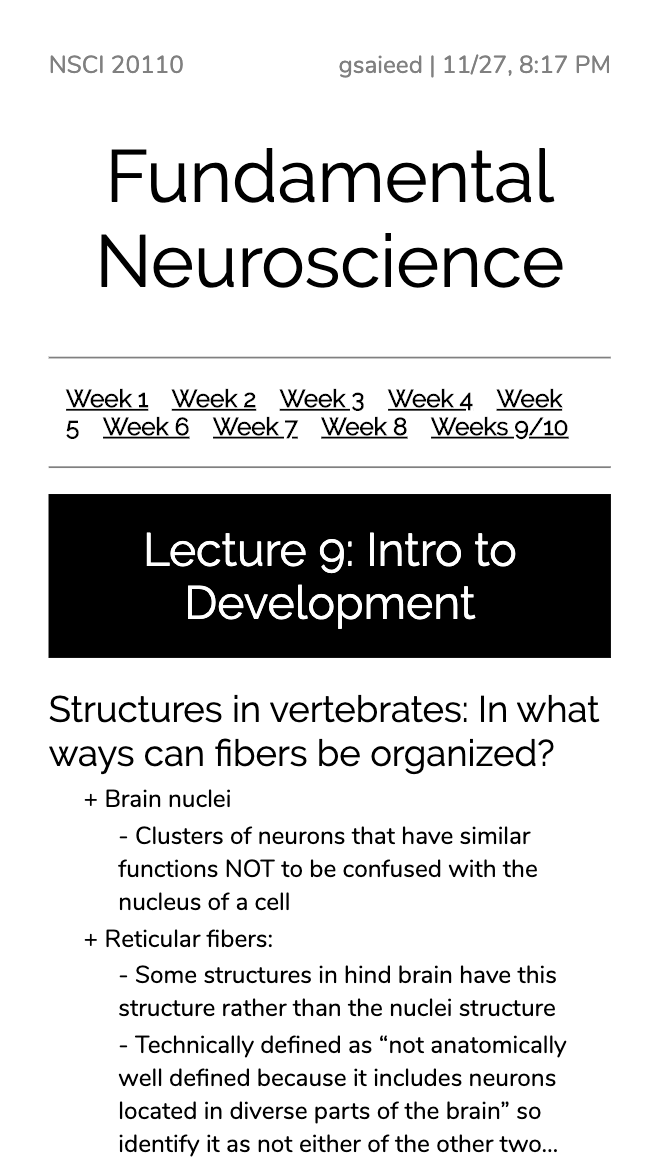 NSCI 20110 gsaieed | 11/27, 8:17 PM
Fundamental
Neuroscience
Week 1 Week 2 Week 3 Week 4 Week
5 Week 6 Week 7 Week 8 Weeks 9/10
Lecture 9: Intro to
Development
Structures in vertebrates: In what
ways can fibers be organized?
+ Brain nuclei
- Clusters of neurons that have similar
functions NOT to be confused with the
nucleus of a cell
+ Reticular fibers:
- Some structures in hind brain have this
structure rather than the nuclei structure
- Technically defined as “not anatomically
well defined because it includes neurons
located in diverse parts of the brain” so
identify it as not either of the other two...